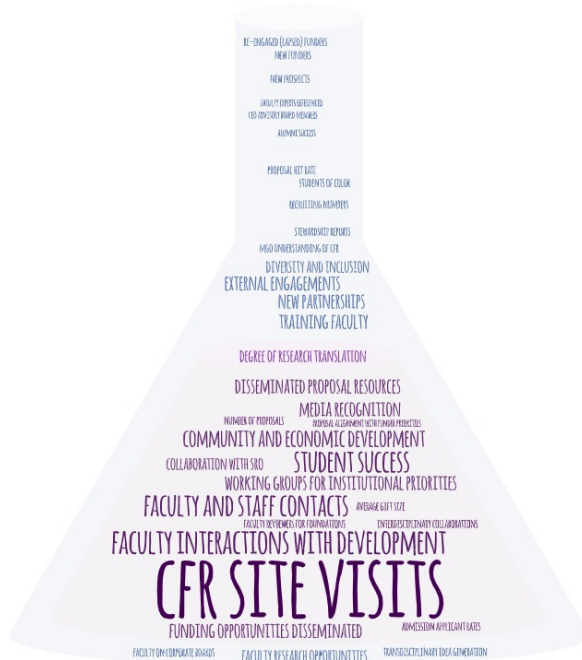 RE-ENGAGED (LAPSED) FUNDERS
NEW FUNDERS
NEW PROSPECTS
FACULTY EXPERTS REFERENCED
CEO ADVISORY BOARD MEMBERS
ALUMNI SUCCESS
PROPOSAL HIT RATE
STUDENTS OF COLOR
RECRUITING NUMBERS
STEWARDSHIP REPORTS
MGO UNDERSTANDING OF CFR
DIVERSITY AND INCLUSION
EXTERNAL ENGAGEMENTS
NEW PARTNERSHIPS
TRAINING FACULTY
DEGREE OF RESEARCH TRANSLATION
DISSEMINATED PROPOSAL RESOURCES
MEDIA RECOGNITION
NUMBER OF PROPOSALS PROPOSAL ALIGNMENT WITH FUNDER PRIORITIES
COMMUNITY AND ECONOMIC DEVELOPMENT
COLLABORATION WITH SRO STUDENT SUCCESS
WORKING GROUPS FOR INSTITUTIONAL PRIORITIES
FACULTY AND STAFF CONTACTS AVERAGE GIFT SIZE
FACULTY REVIEWERS FOR FOUNDATIONS INTERDISCIPLINARY COLLABORATIONS
FACULTY INTERACTIONS WITH DEVELOPMENT
CFR SITE VISITS
FUNDING OPPORTUNITIES DISSEMINATED ADMISSION APPLICANT RATES
FACULTY ON CORPORATE BOARDS FACULTY RESEARCH OPPORTUNITIES TRANSDISCIPLINARY IDEA GENERATION